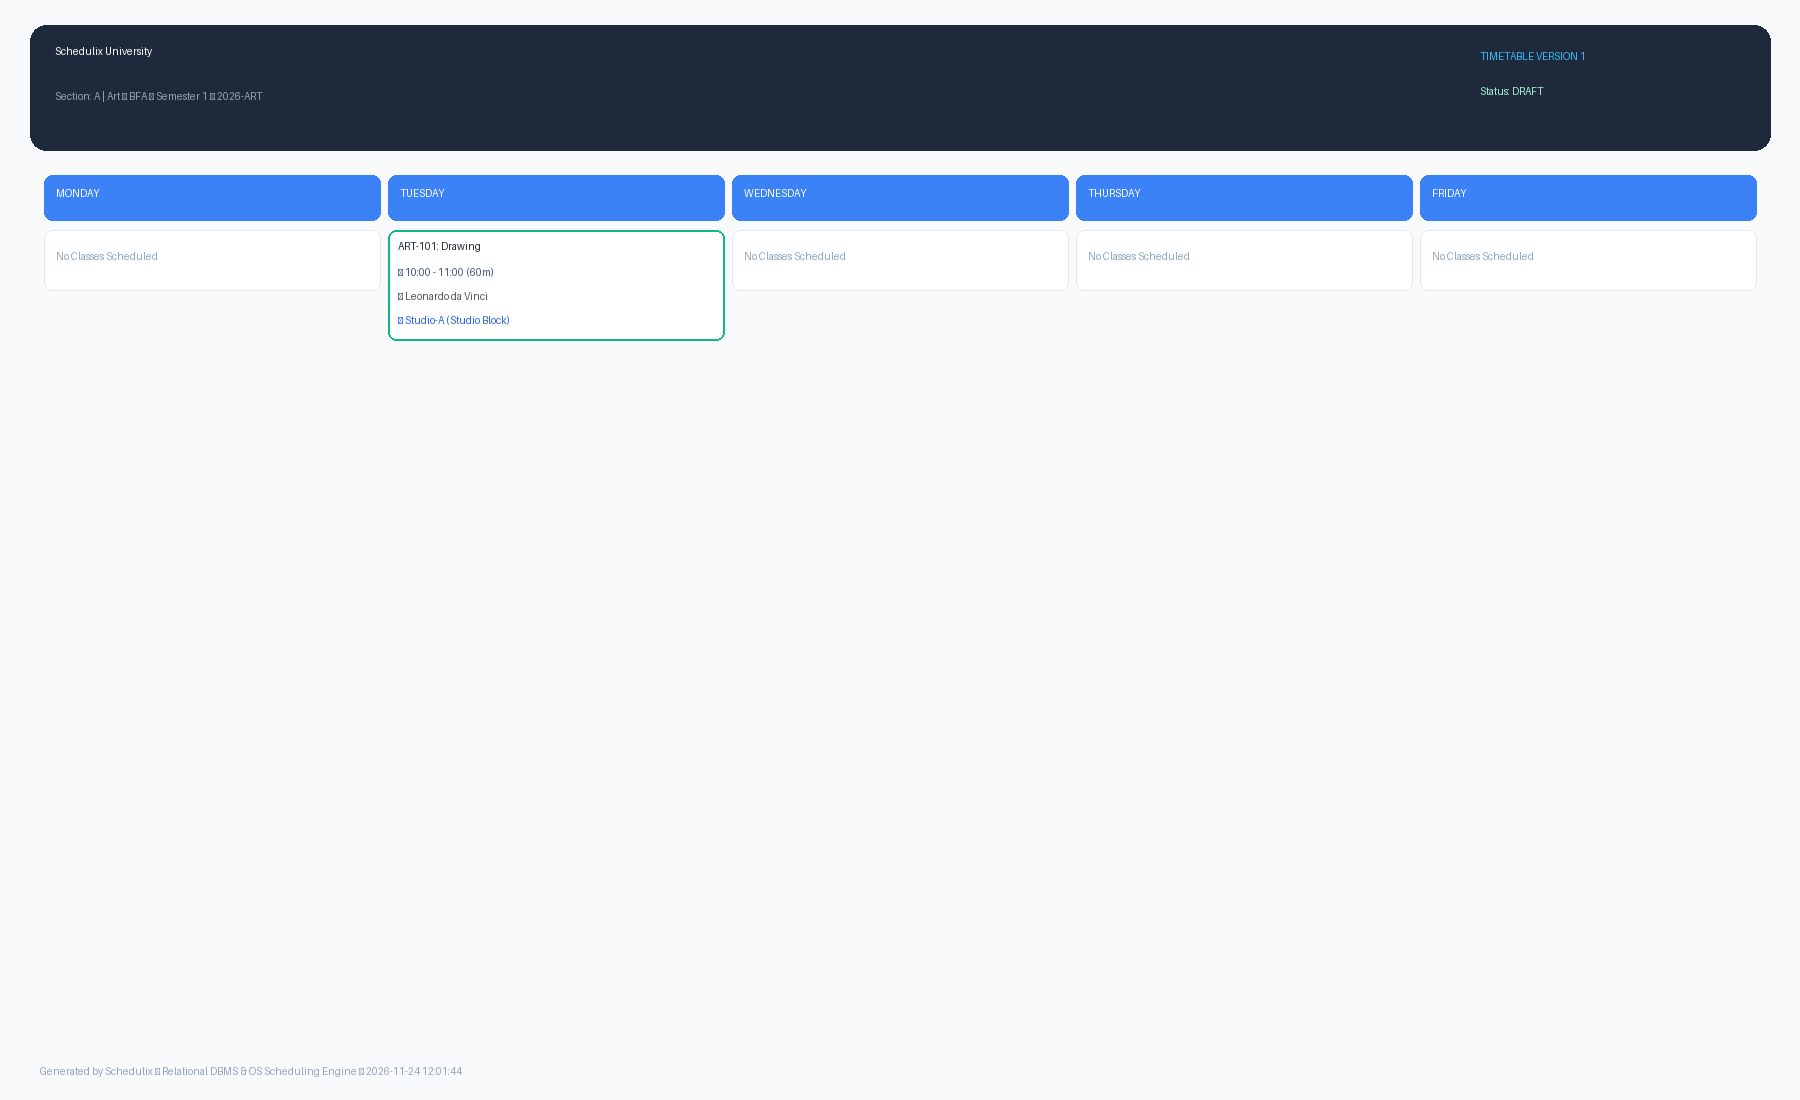 Schedulix University
TIMETABLE VERSION 1
Section: A | Art ☒ BFA ☒ Semester 1 ☒ 2026-ART
Status: DRAFT
MONDAY
TUESDAY
WEDNESDAY
THURSDAY
FRIDAY
No Classes Scheduled
ART-101: Drawing
☒ 10:00 - 11:00 (60m)
☒ Leonardo da Vinci
☒ Studio-A (Studio Block)
No Classes Scheduled
No Classes Scheduled
No Classes Scheduled
Generated by Schedulix ☒ Relational DBMS & OS Scheduling Engine ☒ 2026-11-24 12:01:44